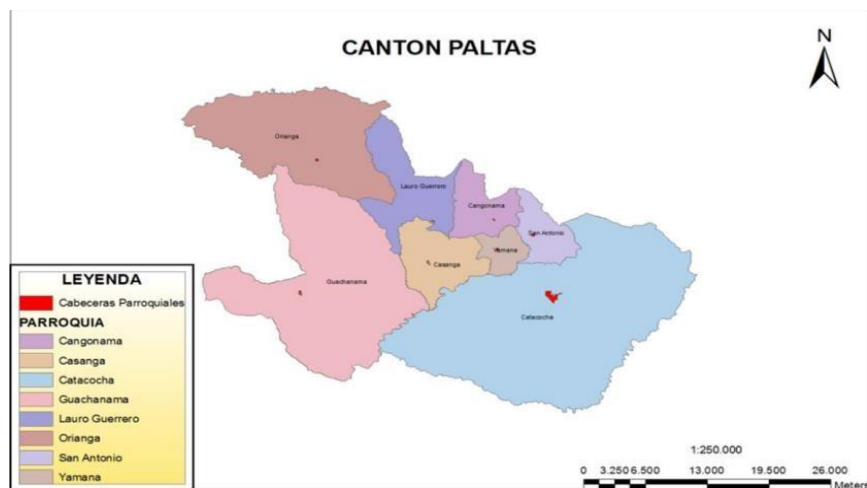 CANTON PALTAS
N
Orianga
Lauro Guerrero
Cangonama
San Antonio
Yamana
Casanga
Guachanama
Catacocha
LEYENDA
Cabeceras Parroquiales
PARROQUIA
Cangonama
Casanga
Catacocha
Guachanama
Lauro Guerrero
Orianga
San Antonio
Yamana
1:250.000
0 3.250 6.500 13.000 19.500 26.000
Meters